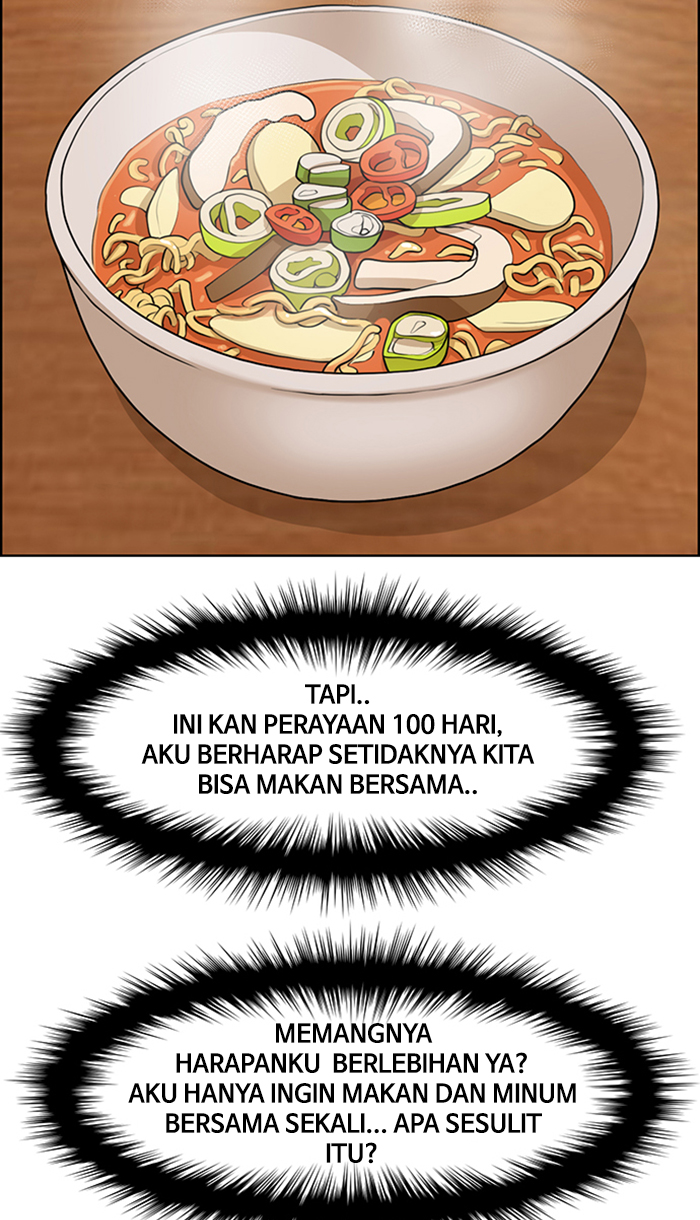 TAPI..
INI KAN PERAYAAN 100 HARI,
AKU BERHARAP SETIDAKNYA KITA
BISA MAKAN BERSAMA..
MEMANGNYA
HARAPANKU BERLEBIHAN YA?
AKU HANYA INGIN MAKAN DAN MINUM
BERSAMA SEKALI... APA SESULIT
ITU?